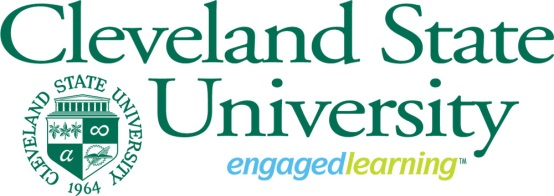 Cleveland State
University
engagedlearning™
CLEVELAND STATE UNIVERSITY
α ∞
1964